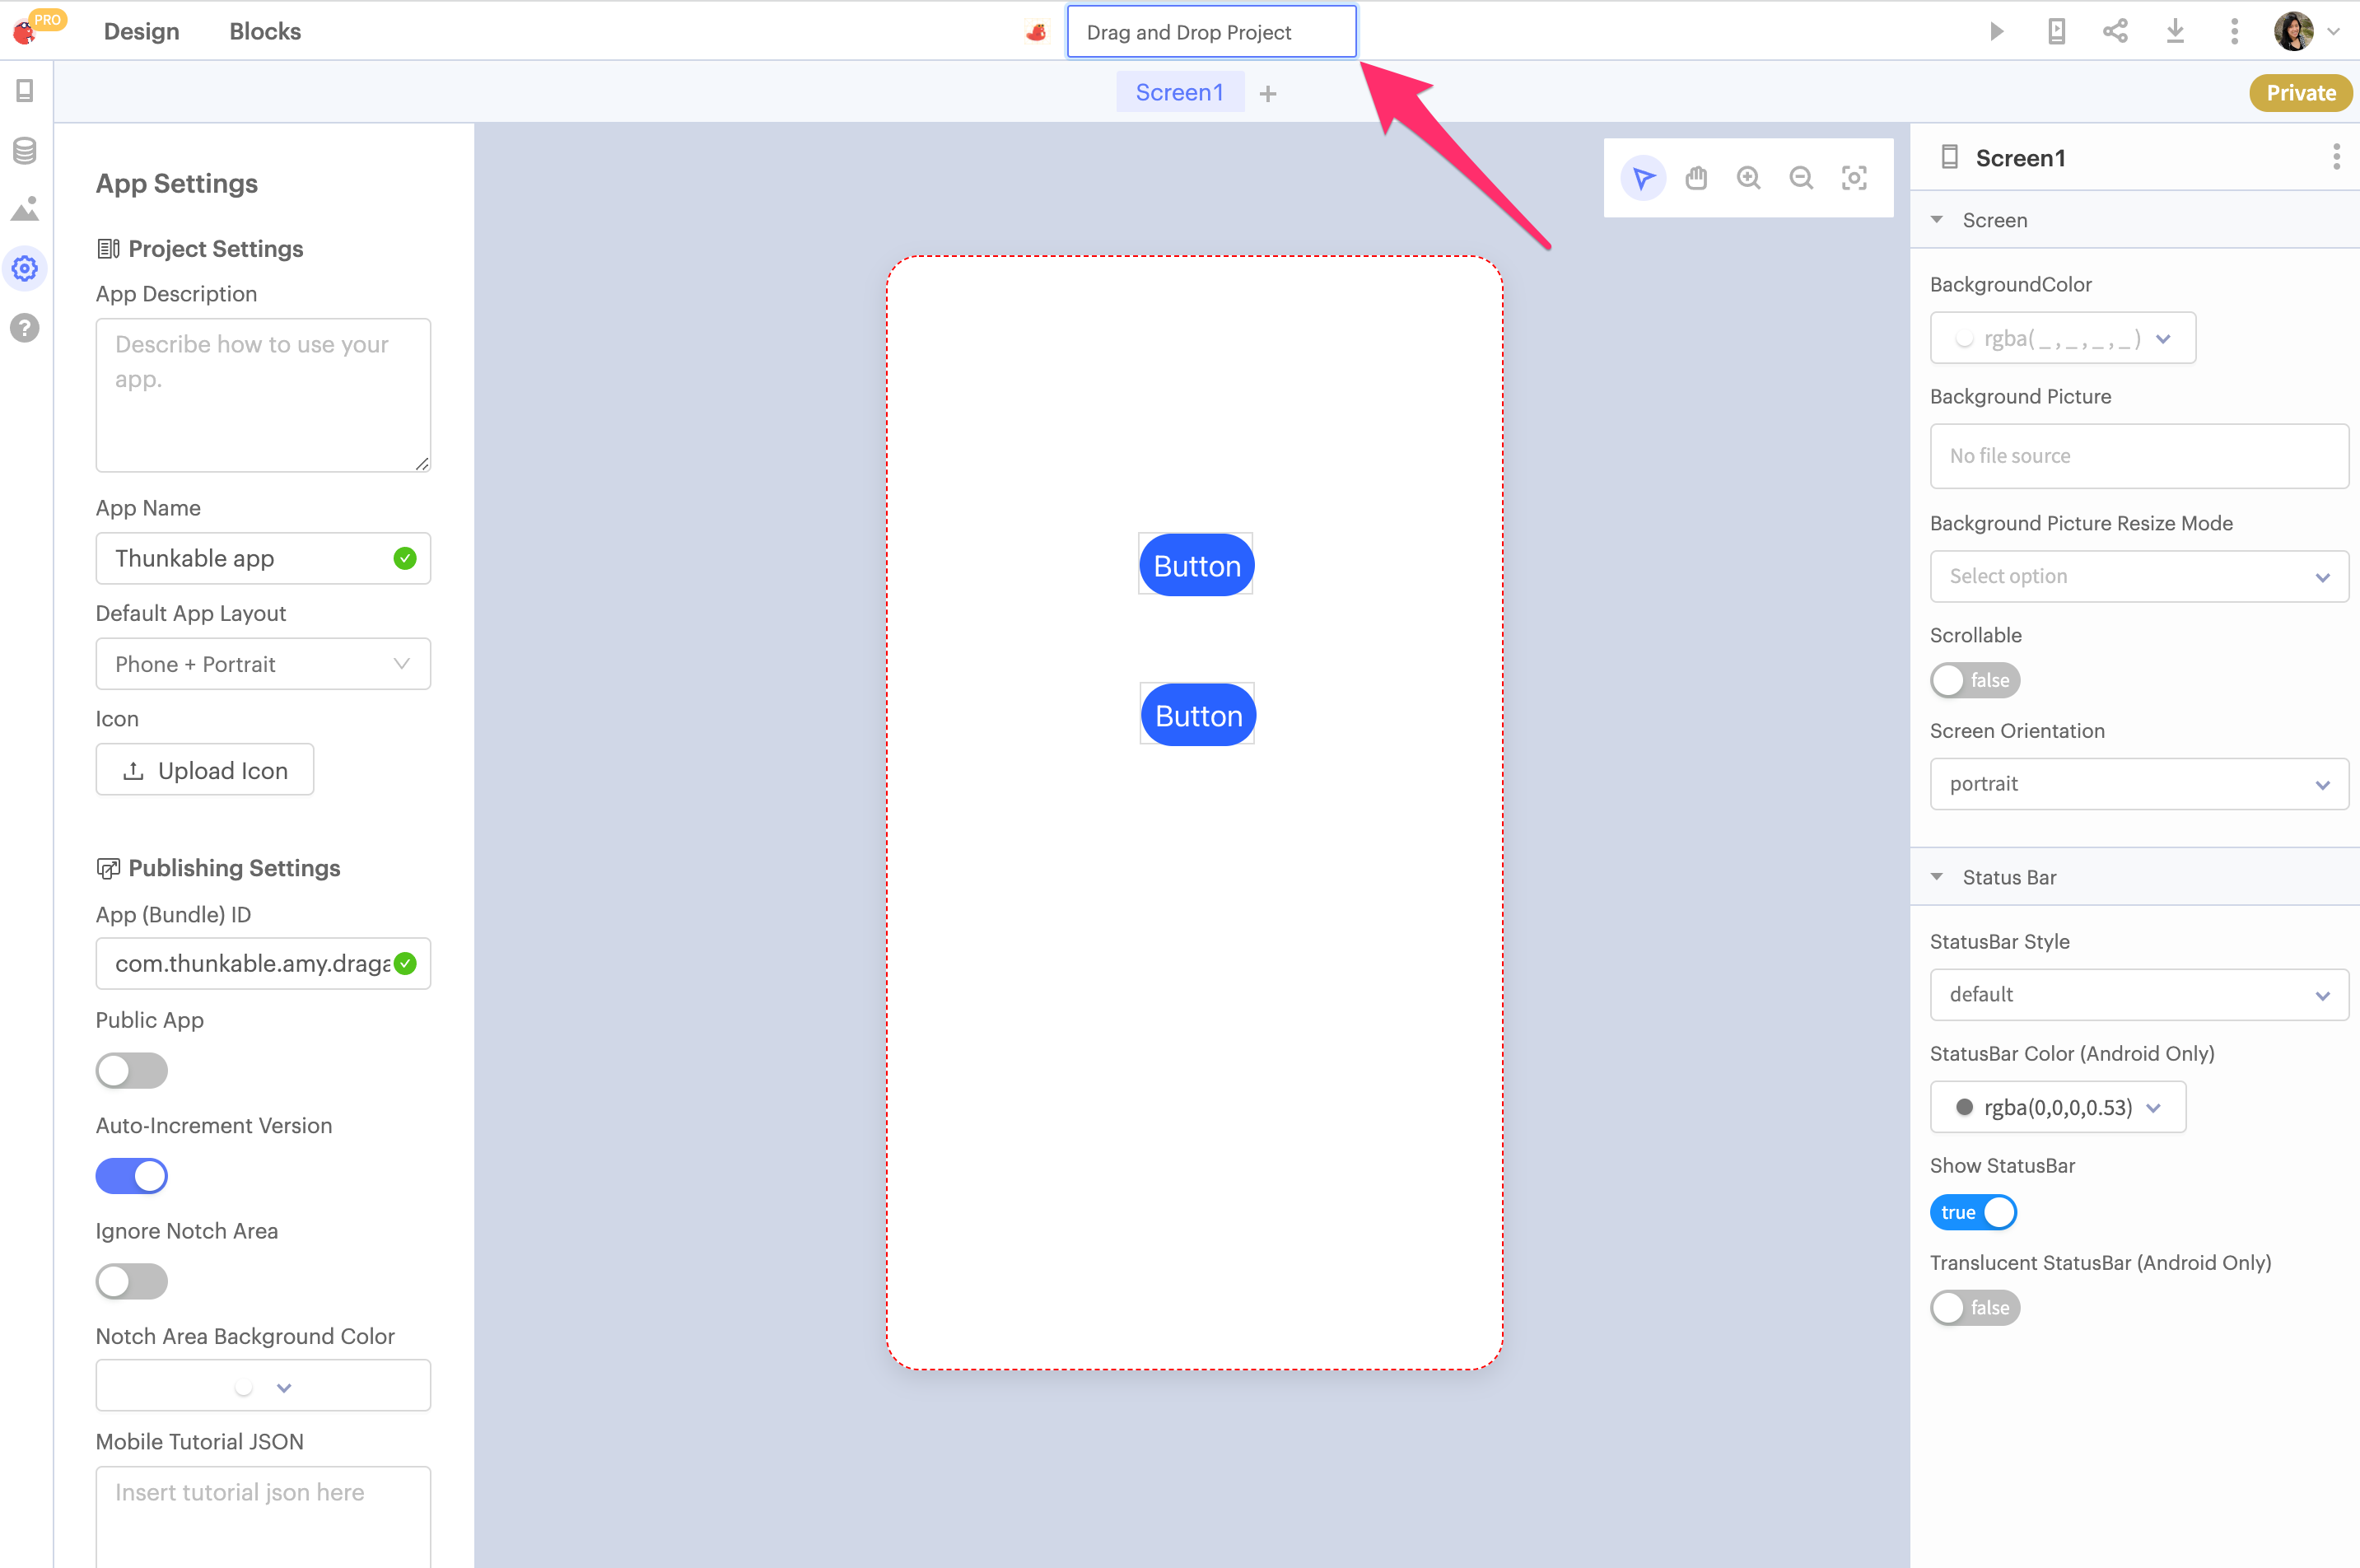 PRO
Design
Blocks
Drag and Drop Project
Screen1
+
Private
App Settings
Project Settings
App Description
Describe how to use your
app.
App Name
Thunkable app
Default App Layout
Phone + Portrait
Icon
Upload Icon
Publishing Settings
App (Bundle) ID
com.thunkable.amy.draga
Public App
Auto-Increment Version
Ignore Notch Area
Notch Area Background Color
Mobile Tutorial JSON
Insert tutorial json here
Button
Button
Screen1
Screen
BackgroundColor
rgba( _ , _ , _ , _ )
Background Picture
No file source
Background Picture Resize Mode
Select option
Scrollable
false
Screen Orientation
portrait
Status Bar
StatusBar Style
default
StatusBar Color (Android Only)
rgba(0,0,0,0.53)
Show StatusBar
true
Translucent StatusBar (Android Only)
false